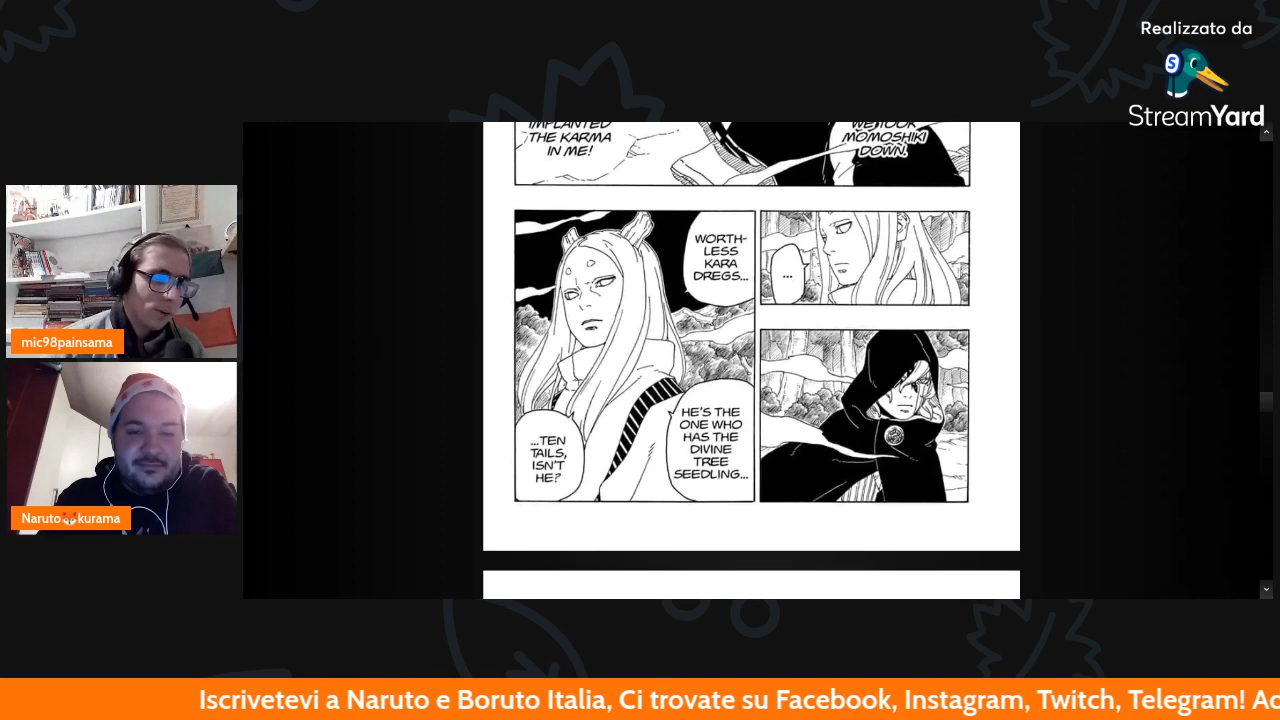 Realizzato da
StreamYard
IMPLANTED
THE KARMA
IN ME!
WE TOOK
MOMOSHIKI
DOWN.
WORTH-
LESS
KARA
DREGS...
...
...TEN
TAILS,
ISN'T
HE?
HE'S THE
ONE WHO
HAS THE
DIVINE
TREE
SEEDLING...
mic98painsama
Naruto🦊kurama
Iscrivetevi a Naruto e Boruto Italia, Ci trovate su Facebook, Instagram, Twitch, Telegram! Ac